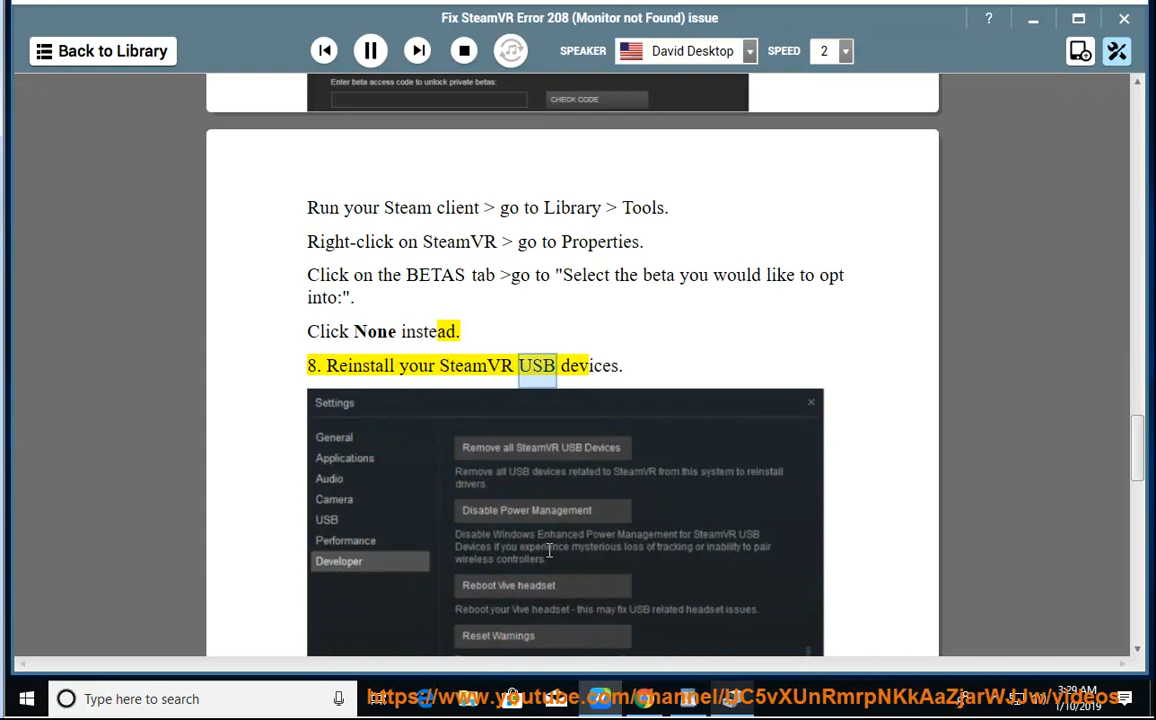 Fix SteamVR Error 208 (Monitor not Found) issue
?
Back to Library
SPEAKER
David Desktop
SPEED
2
Enter beta access code to unlock private betas:
CHECK CODE
Run your Steam client > go to Library > Tools.
Right-click on SteamVR > go to Properties.
Click on the BETAS tab >go to "Select the beta you would like to opt
into:".
Click None instead.
8. Reinstall your SteamVR USB devices.
Settings
General
Applications
Audio
Camera
USB
Performance
Developer
Remove all SteamVR USB Devices
Remove all USB devices related to SteamVR from this system to reinstall
drivers.
Disable Power Management
Disable Windows Enhanced Power Management for SteamVR USB
Devices if you experience mysterious loss of tracking or inability to pair
wireless controllers.
Reboot Vive headset
Reboot your Vive headset - this may fix USB related headset issues.
Reset Warnings
Type here to search
3:29 AM
1/10/2019